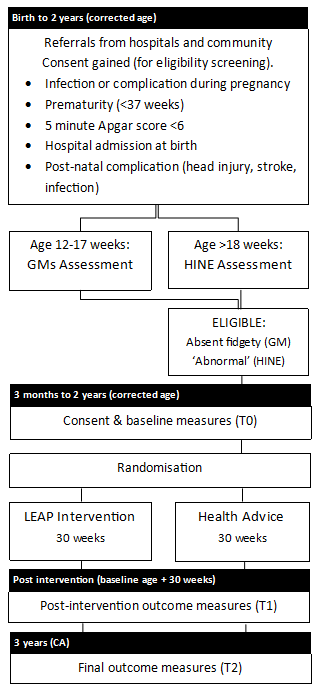 Birth to 2 years (corrected age)
Referrals from hospitals and community
Consent gained (for eligibility screening).
• Infection or complication during pregnancy
• Prematurity (<37 weeks)
• 5 minute Apgar score <6
• Hospital admission at birth
• Post-natal complication (head injury, stroke,
infection)
Age 12-17 weeks:
GMs Assessment
Age >18 weeks:
HINE Assessment
ELIGIBLE:
Absent fidgety (GM)
‘Abnormal’ (HINE)
3 months to 2 years (corrected age)
Consent & baseline measures (T0)
Randomisation
LEAP Intervention
30 weeks
Health Advice
30 weeks
Post intervention (baseline age + 30 weeks)
Post-intervention outcome measures (T1)
3 years (CA)
Final outcome measures (T2)